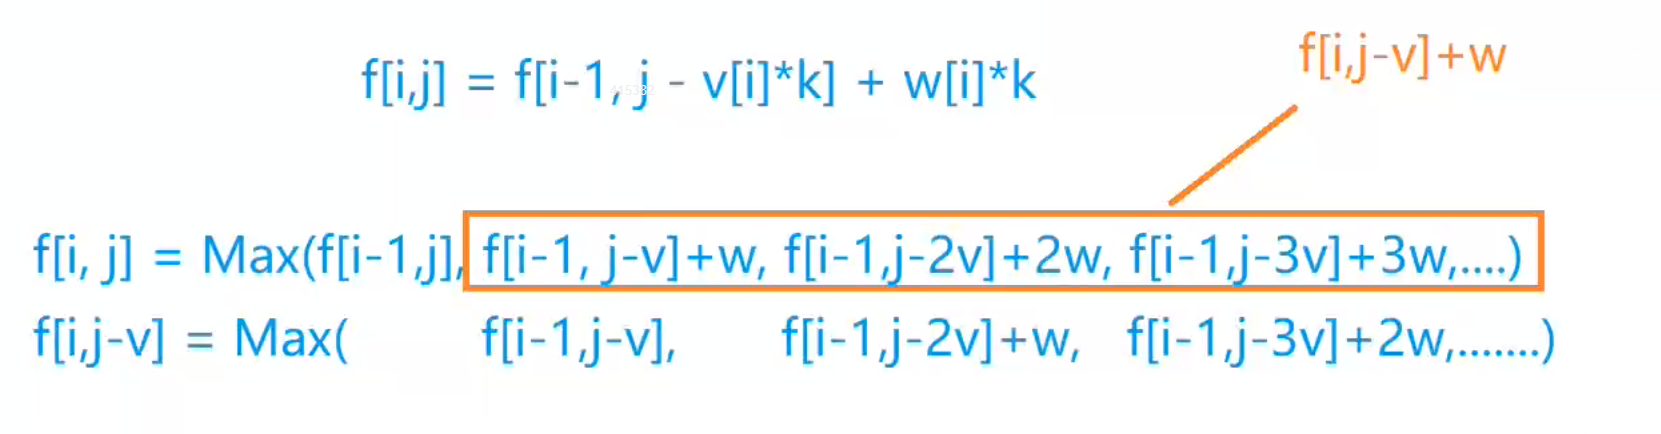 f[i,j-v]+w
f[i,j] = f[i-1, j - v[i]*k] + w[i]*k
f[i, j] = Max(f[i-1,j], f[i-1, j-v]+w, f[i-1,j-2v]+2w, f[i-1,j-3v]+3w,....)
f[i,j-v] = Max( f[i-1,j-v], f[i-1,j-2v]+w, f[i-1,j-3v]+2w,.......)